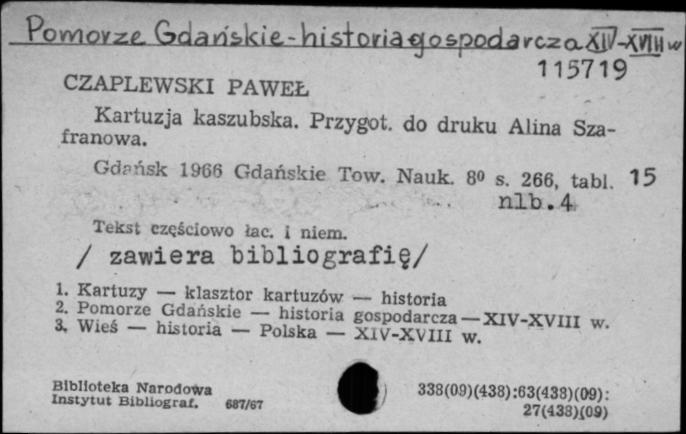 Pomorze Gdańskie-historia gospodarcza XIV-XVIII w
115719
CZAPLEWSKI PAWEŁ
Kartuzja kaszubska. Przygot. do druku Alina Sza-
franowa.
Gdańsk 1966 Gdańskie Tow. Nauk. 8⁰ s. 266, tabl. 15
nlb.4
Tekst częściowo łac. i niem.
/ zawiera bibliografię/
1. Kartuzy — klasztor kartuzów — historia
2. Pomorze Gdańskie — historia gospodarcza — XIV-XVIII w.
3. Wieś — historia — Polska — XIV-XVIII w.
Biblioteka Narodowa
Instytut Bibliograf. 687/67
338(09)(438):63(438)(09):
27(438)(09)